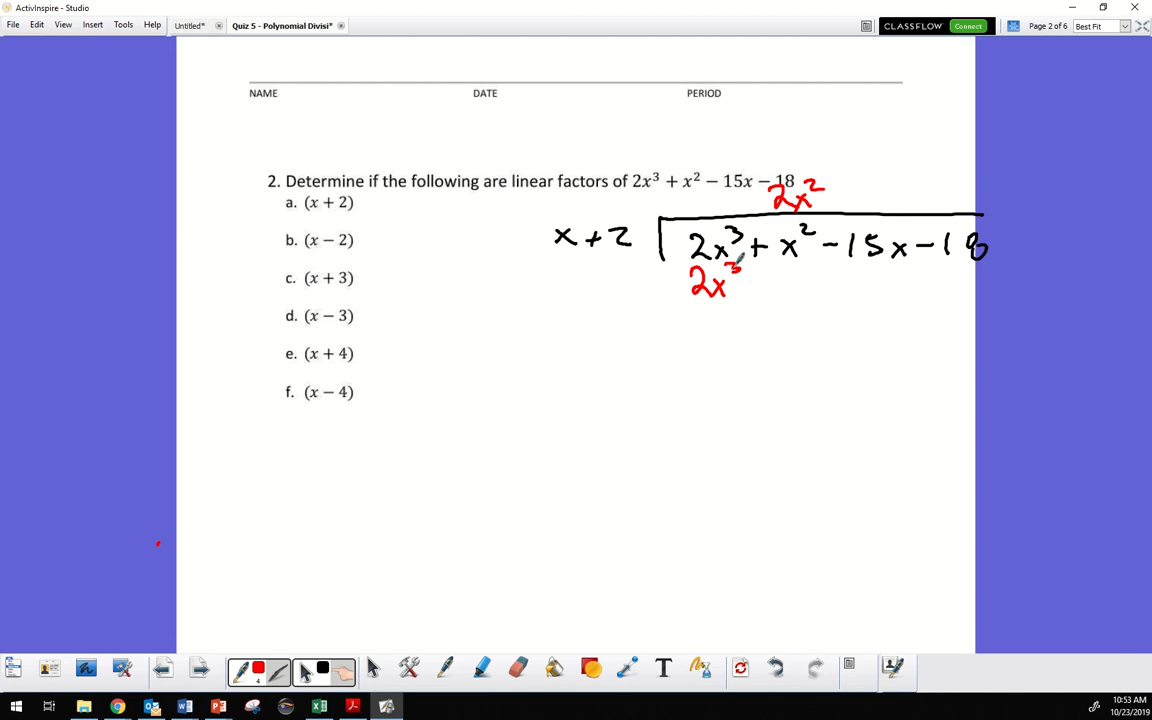 ActivInspire - Studio
File Edit View Insert Tools Help Untitled* Quiz 5 - Polynomial Divisi* CLASSFLOW Connect Page 2 of 6 Best Fit
NAME DATE PERIOD
2. Determine if the following are linear factors of 2x³ + x² − 15x − 18
a. (x + 2)
b. (x − 2)
c. (x + 3)
d. (x − 3)
e. (x + 4)
f. (x − 4)
2x²
x + 2 2x³ + x² − 15x − 18
2x³
4
T
10:53 AM
10/23/2019